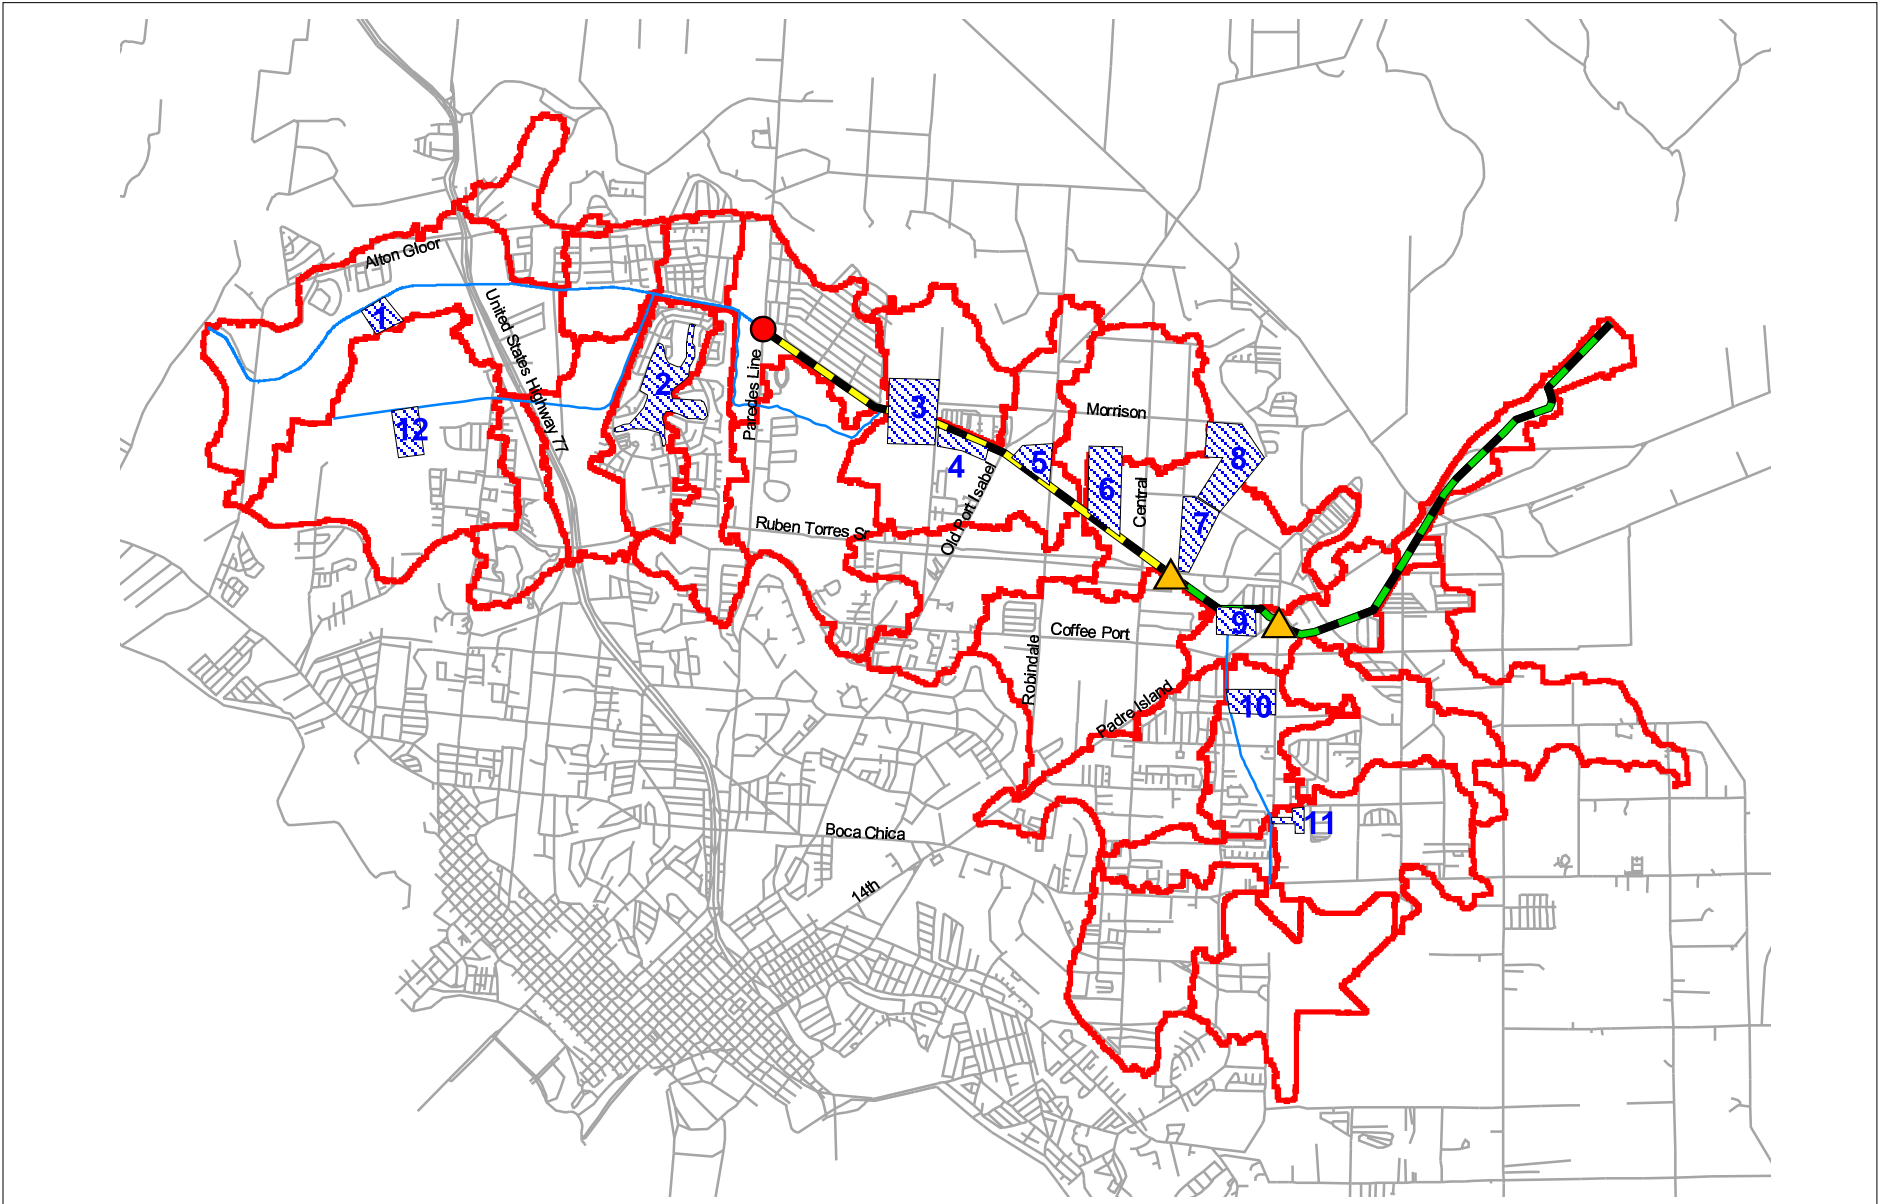 Alton Gloor
1
United States Highway 77
12
2
Paredes Line
3
4
5
Morrison
6
Central
8
7
Old Port Isabel
Ruben Torres S
9
Coffee Port
Robindale
Padre Island
10
11
Boca Chica
14th